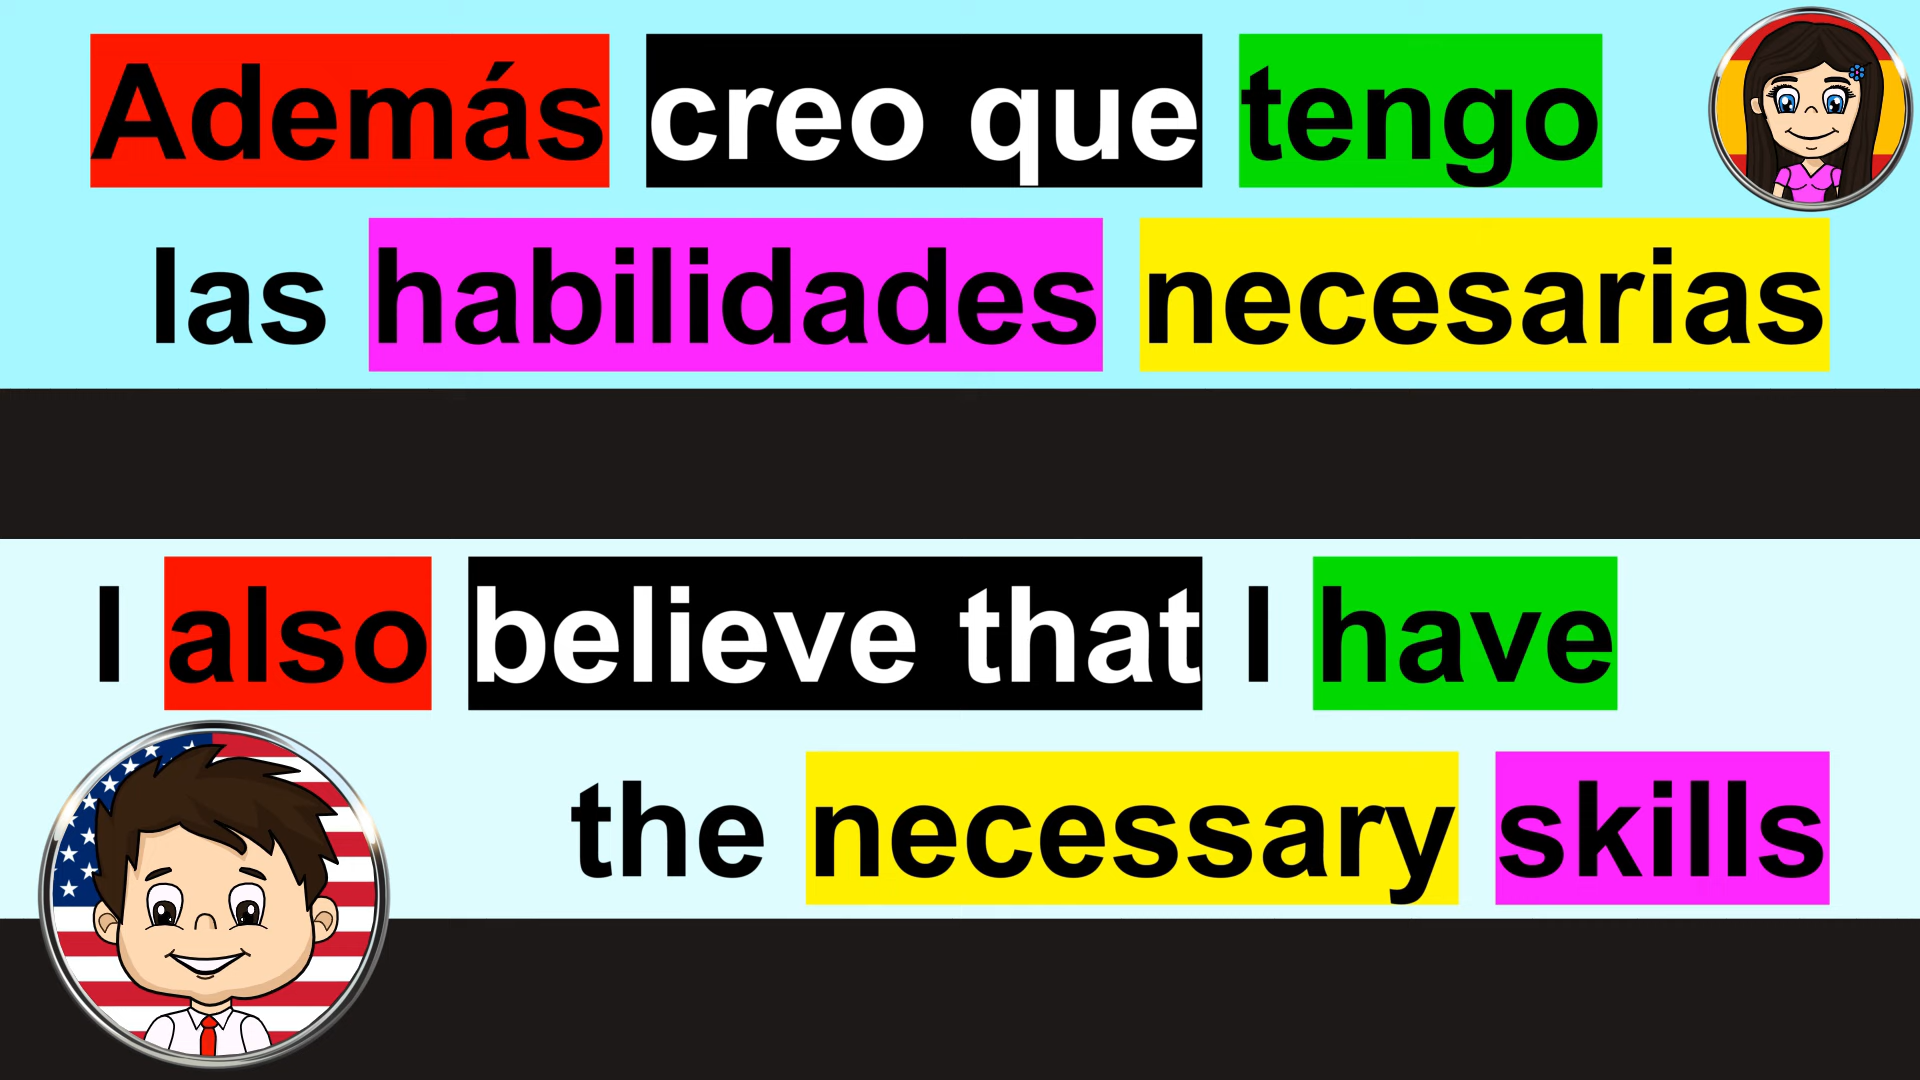 Además creo que tengo
las habilidades necesarias
I also believe that I have
the necessary skills